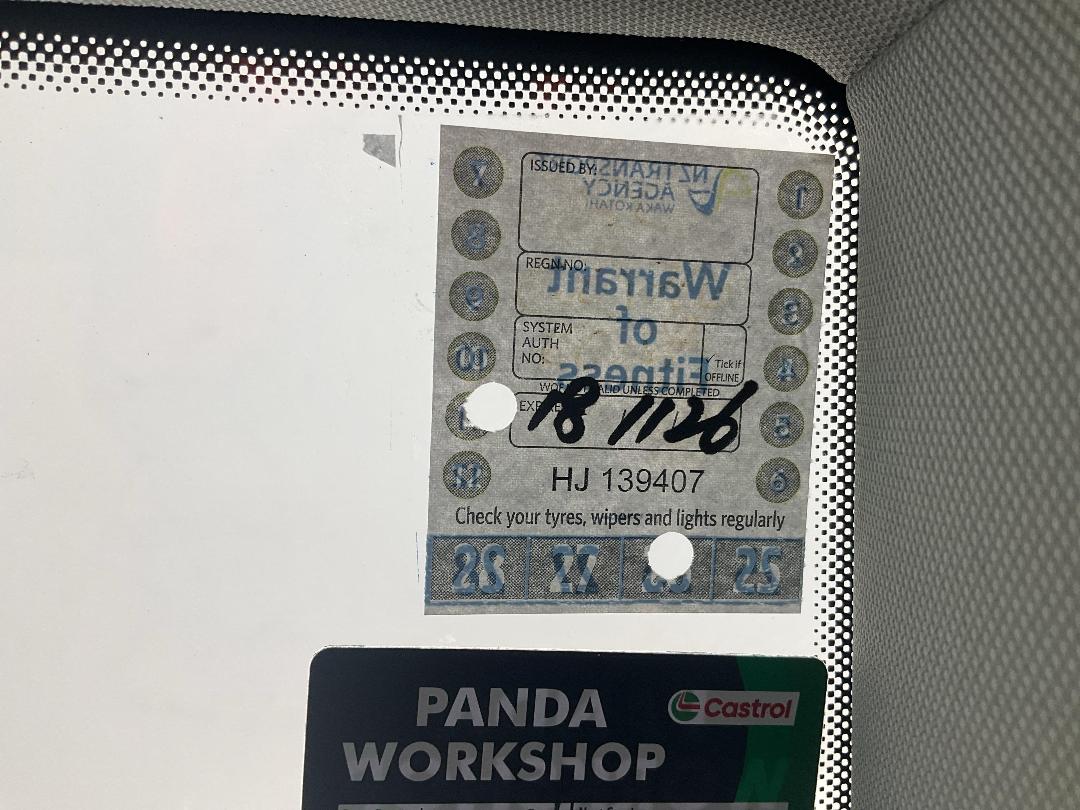 ISSUED BY:
NZ TRANSPORT
AGENCY
WAKA KOTAHI
7
1
8
2
REGN NO:
Warrant
of
Fitness
9
3
SYSTEM
AUTH
NO:
Tick if
OFFLINE
10
4
VALID UNLESS COMPLETED
18 1126
5
12
6
HJ 139407
Check your tyres, wipers and lights regularly
28 27 25
PANDA
WORKSHOP
Castrol